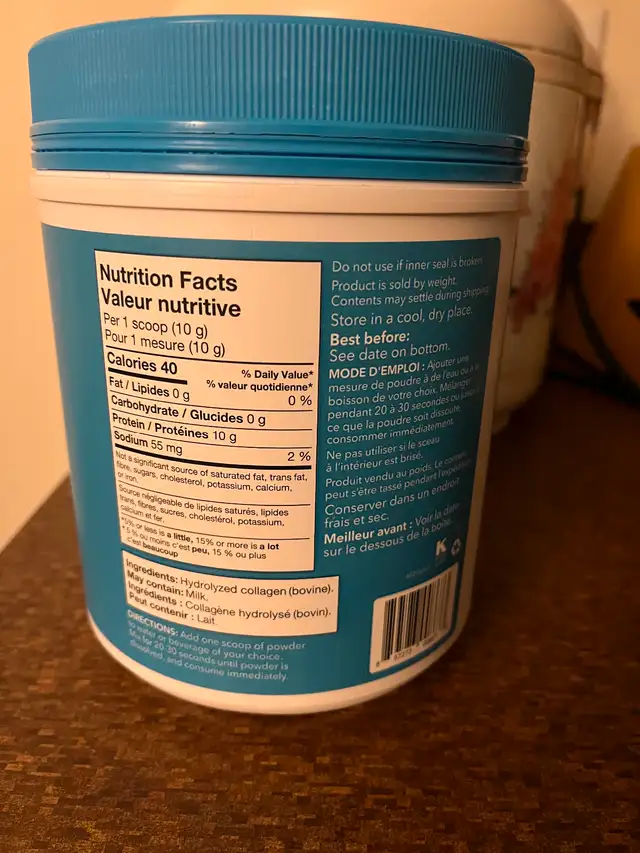 Nutrition Facts
Valeur nutritive
Per 1 scoop (10 g)
Pour 1 mesure (10 g)
Calories 40
% Daily Value*
% valeur quotidienne*
Fat / Lipides 0 g 0 %
Carbohydrate / Glucides 0 g
Protein / Protéines 10 g
Sodium 55 mg 2 %
Not a significant source of saturated fat, trans fat,
fibre, sugars, cholesterol, potassium, calcium,
or iron.
Source négligeable de lipides saturés, lipides
trans, fibres, sucres, cholestérol, potassium,
calcium et fer.
*5% or less is a little, 15% or more is a lot
*5 % ou moins c'est peu, 15 % ou plus
c'est beaucoup
Ingredients: Hydrolyzed collagen (bovine).
May contain: Milk.
Ingrédients : Collagène hydrolysé (bovin).
Peut contenir : Lait.
DIRECTIONS: Add one scoop of powder
to water or beverage of your choice.
Mix for 20-30 seconds until powder is
dissolved, and consume immediately.
Do not use if inner seal is broken.
Product is sold by weight.
Contents may settle during shipping.
Store in a cool, dry place.
Best before:
See date on bottom.
MODE D'EMPLOI : Ajouter une
mesure de poudre à de l'eau ou à la
boisson de votre choix. Mélanger
pendant 20 à 30 secondes ou jusqu'à
ce que la poudre soit dissoute,
consommer immédiatement.
Ne pas utiliser si le sceau
à l'intérieur est brisé.
Produit vendu au poids. Le contenu
peut s'être tassé pendant l'expédition.
Conserver dans un endroit
frais et sec.
Meilleur avant : Voir la date
sur le dessous de la boîte.
K